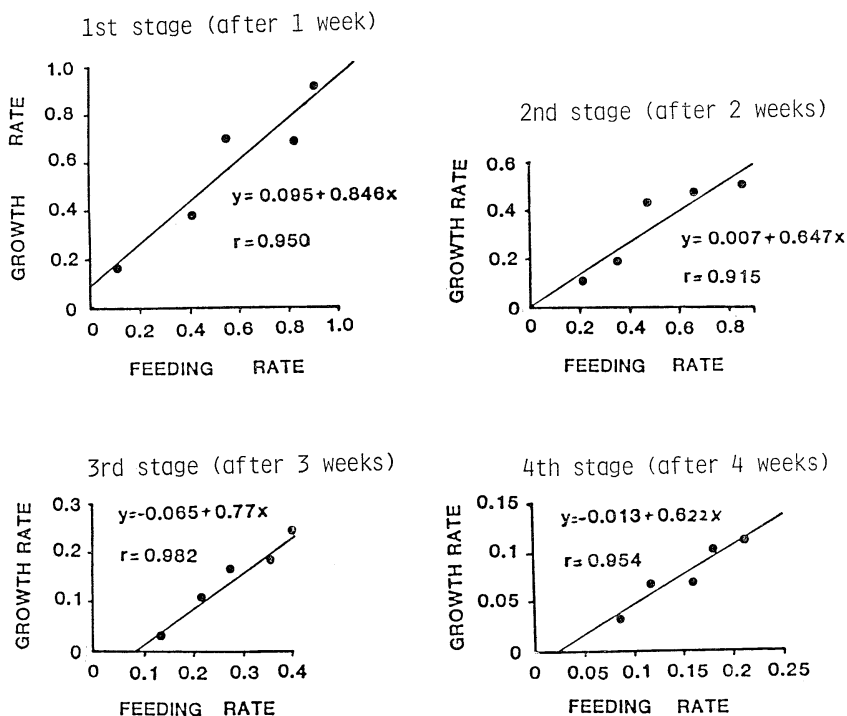 1st stage (after 1 week)
GROWTH RATE
1.0
0.8
0.6
0.4
0.2
0
y= 0.095+0.846x
r=0.950
0 0.2 0.4 0.6 0.8 1.0
FEEDING RATE
2nd stage (after 2 weeks)
GROWTH RATE
0.6
0.4
0.2
0
y= 0.007+0.647x
r=0.915
0 0.2 0.4 0.6 0.8
FEEDING RATE
3rd stage (after 3 weeks)
GROWTH RATE
0.3
0.2
0.1
0
y=-0.065+0.77x
r=0.982
0 0.1 0.2 0.3 0.4
FEEDING RATE
4th stage (after 4 weeks)
GROWTH RATE
0.15
0.10
0.05
0
y=-0.013+0.622x
r=0.954
0 0.05 0.1 0.15 0.2 0.25
FEEDING RATE